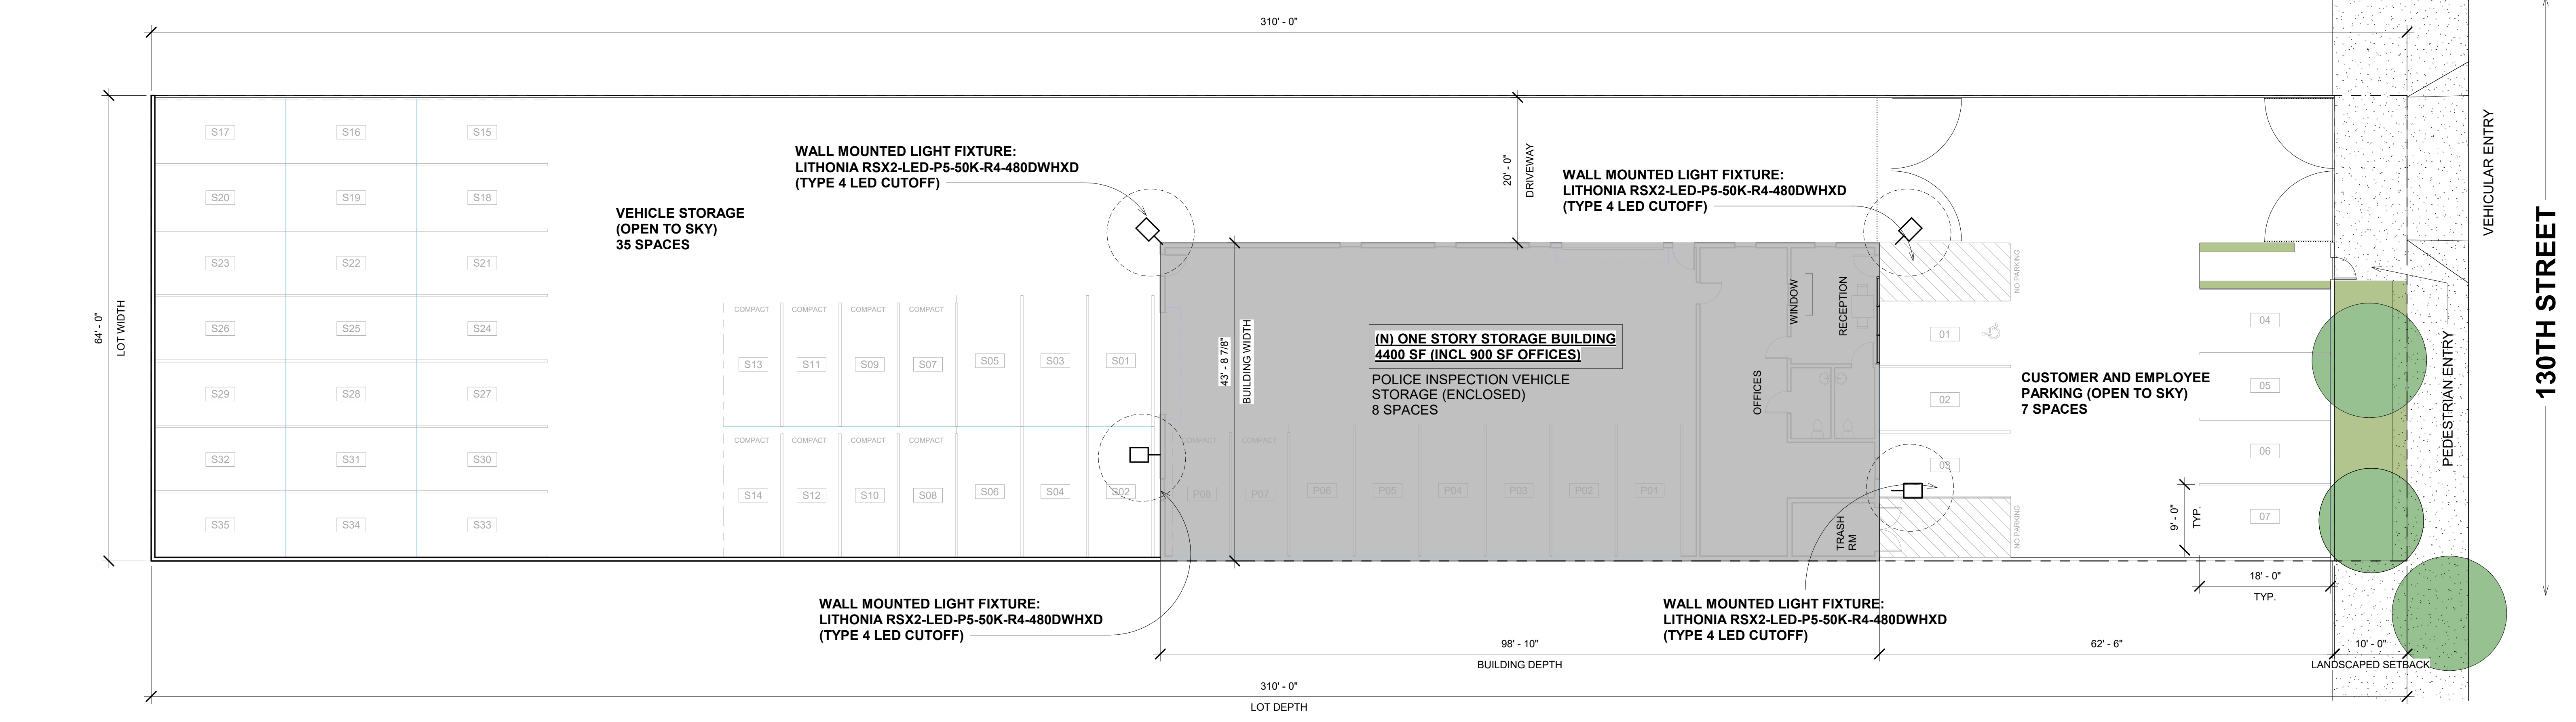 310' - 0"
64' - 0"
LOT WIDTH
S17
S16
S15
S20
S19
S18
S23
S22
S21
S26
S25
S24
S29
S28
S27
S32
S31
S30
S35
S34
S33
VEHICLE STORAGE
(OPEN TO SKY)
35 SPACES
WALL MOUNTED LIGHT FIXTURE:
LITHONIA RSX2-LED-P5-50K-R4-480DWHXD
(TYPE 4 LED CUTOFF)
COMPACT
COMPACT
COMPACT
COMPACT
S13
S11
S09
S07
S05
S03
S01
COMPACT
COMPACT
COMPACT
COMPACT
S14
S12
S10
S08
S06
S04
S02
WALL MOUNTED LIGHT FIXTURE:
LITHONIA RSX2-LED-P5-50K-R4-480DWHXD
(TYPE 4 LED CUTOFF)
20' - 0"
DRIVEWAY
43' - 8 7/8"
BUILDING WIDTH
(N) ONE STORY STORAGE BUILDING
4400 SF (INCL 900 SF OFFICES)
POLICE INSPECTION VEHICLE
STORAGE (ENCLOSED)
8 SPACES
COMPACT
COMPACT
P08
P07
P06
P05
P04
P03
P02
P01
WINDOW
RECEPTION
OFFICES
TRASH
RM
WALL MOUNTED LIGHT FIXTURE:
LITHONIA RSX2-LED-P5-50K-R4-480DWHXD
(TYPE 4 LED CUTOFF)
WALL MOUNTED LIGHT FIXTURE:
LITHONIA RSX2-LED-P5-50K-R4-480DWHXD
(TYPE 4 LED CUTOFF)
NO PARKING
01
02
03
NO PARKING
CUSTOMER AND EMPLOYEE
PARKING (OPEN TO SKY)
7 SPACES
04
05
06
07
9' - 0"
TYP.
18' - 0"
TYP.
98' - 10"
BUILDING DEPTH
62' - 6"
10' - 0"
LANDSCAPED SETBACK
310' - 0"
LOT DEPTH
PEDESTRIAN ENTRY
VEHICULAR ENTRY
130TH STREET